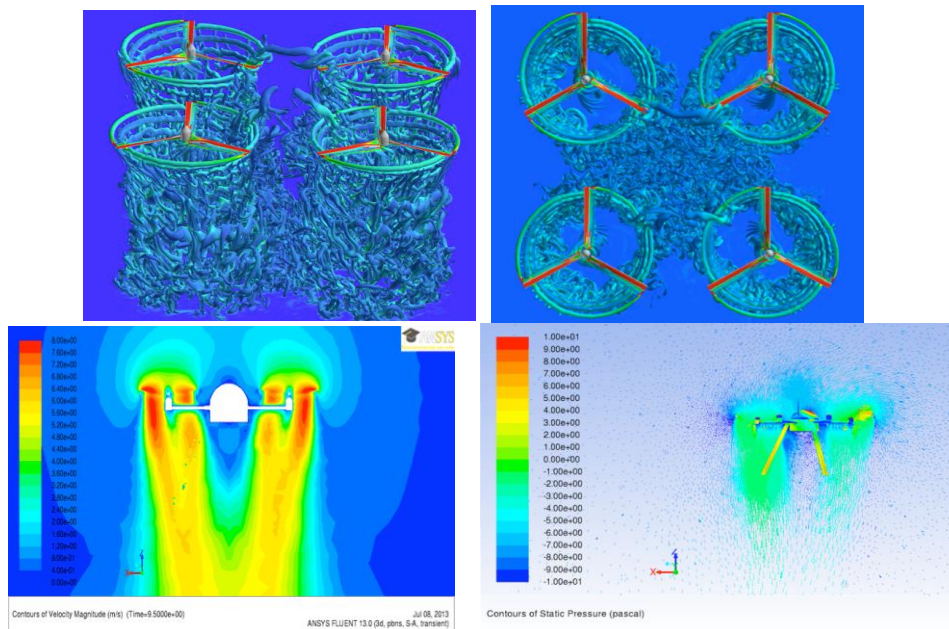 ANSYS
8.00e+00
7.60e+00
7.20e+00
6.80e+00
6.40e+00
6.00e+00
5.60e+00
5.20e+00
4.80e+00
4.40e+00
4.00e+00
3.60e+00
3.20e+00
2.80e+00
2.40e+00
2.00e+00
1.60e+00
1.20e+00
8.00e-01
4.00e-01
0.00e+00
Z
X
Contours of Velocity Magnitude (m/s) (Time=9.5000e+00)
Jul 08, 2013
ANSYS FLUENT 13.0 (3d, pbns, S-A, transient)
1.00e+01
9.00e+00
8.00e+00
7.00e+00
6.00e+00
5.00e+00
4.00e+00
3.00e+00
2.00e+00
1.00e+00
0.00e+00
-1.00e+00
-2.00e+00
-3.00e+00
-4.00e+00
-5.00e+00
-6.00e+00
-7.00e+00
-8.00e+00
-9.00e+00
-1.00e+01
Z
X
Contours of Static Pressure (pascal)